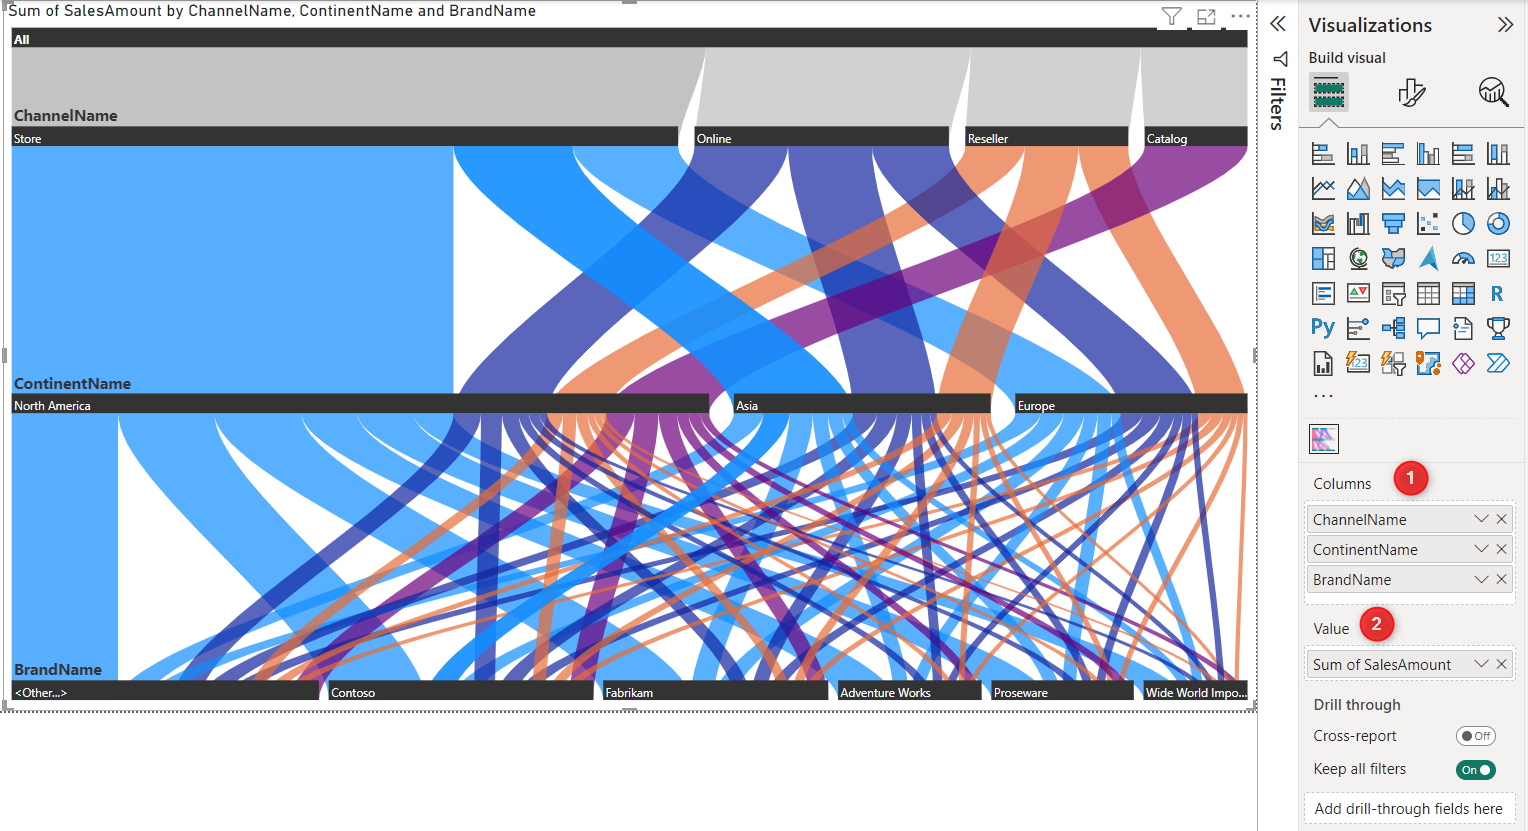 Sum of SalesAmount by ChannelName, ContinentName and BrandName
All
ChannelName
Store
Online
Reseller
Catalog
ContinentName
North America
Asia
Europe
BrandName
<Other...>
Contoso
Fabrikam
Adventure Works
Proseware
Wide World Impo...
Filters
Visualizations
Build visual
123
R
Py
123
Columns
1
ChannelName
ContinentName
BrandName
Value
2
Sum of SalesAmount
Drill through
Cross-report
Off
Keep all filters
On
Add drill-through fields here